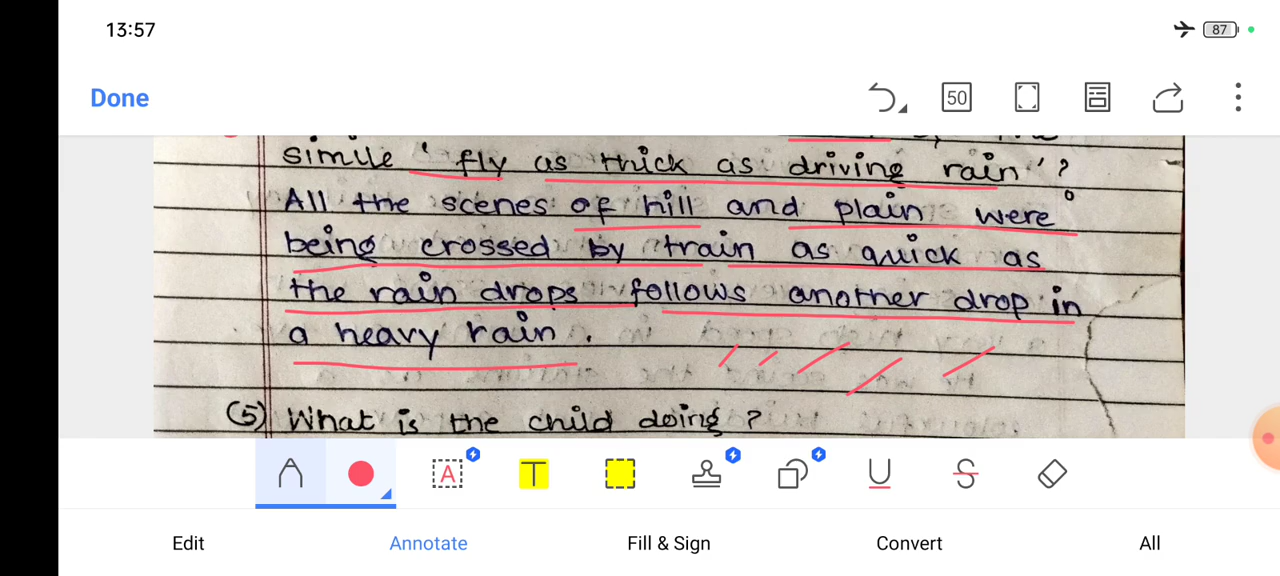 13:57
87
Done
50
simile ' fly as thick as driving rain'?
All the scenes of hill and plain were
being crossed by train as quick as
the rain drops follows another drop in
a heavy rain.
(5) What is the child doing?
A
T
U
S
Edit
Annotate
Fill & Sign
Convert
All